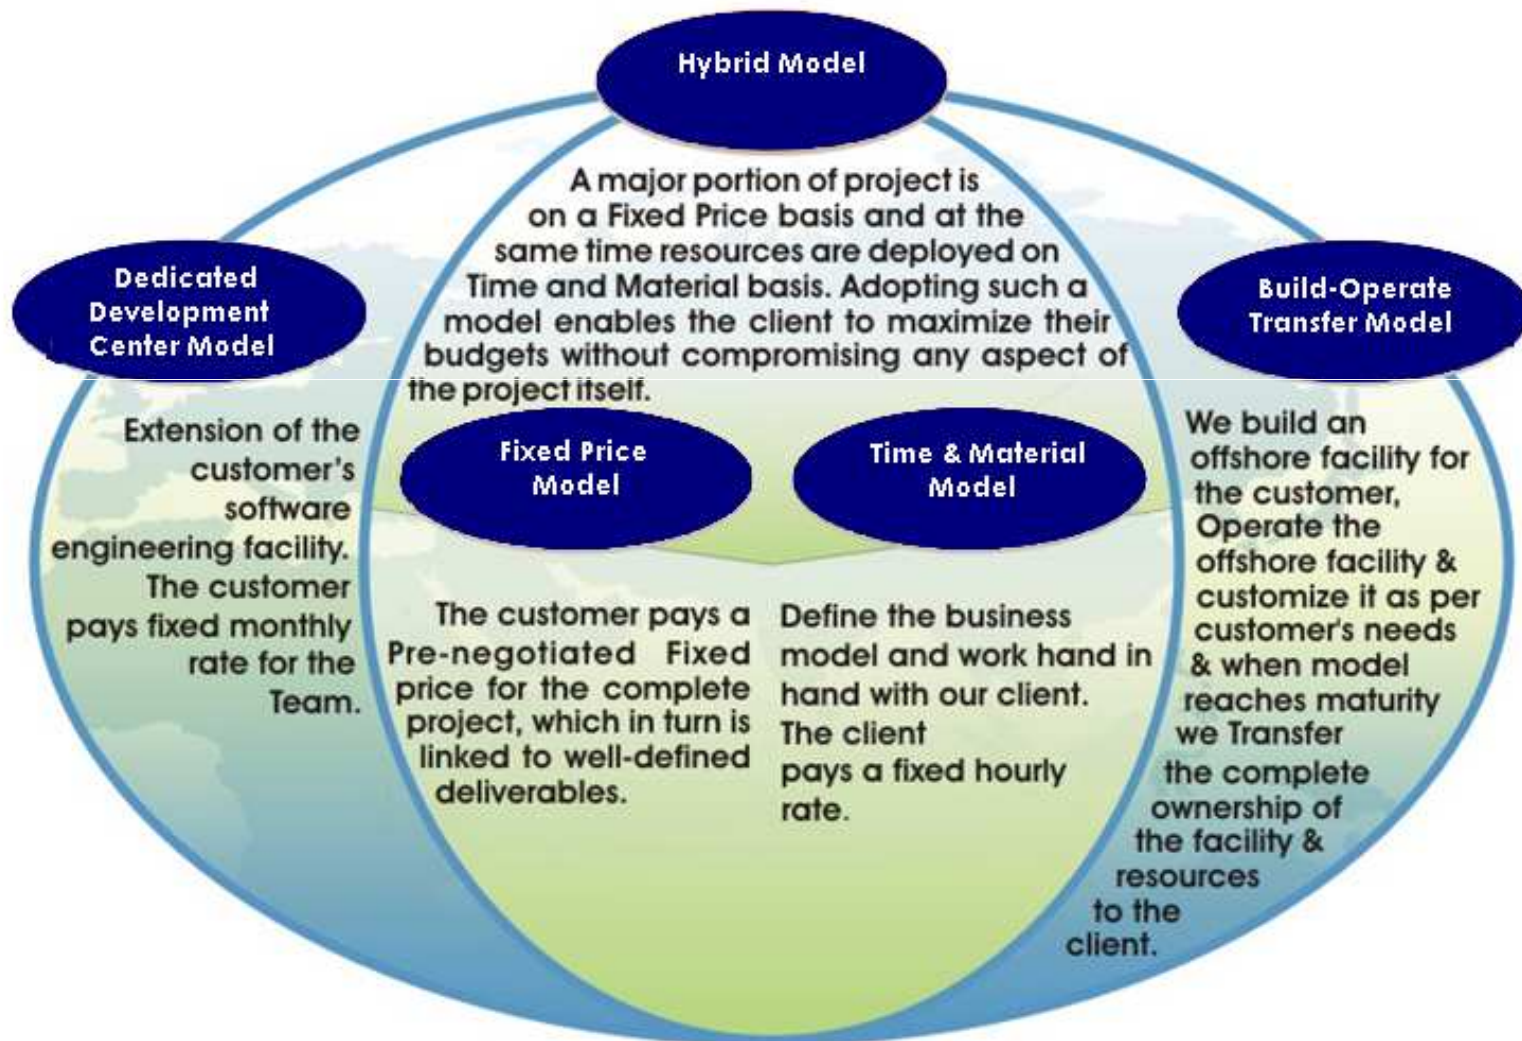 Hybrid Model
A major portion of project is
on a Fixed Price basis and at the
same time resources are deployed on
Time and Material basis. Adopting such a
model enables the client to maximize their
budgets without compromising any aspect of
the project itself.
Dedicated
Development
Center Model
Extension of the
customer's
software
engineering facility.
The customer
pays fixed monthly
rate for the
Team.
Fixed Price
Model
The customer pays a
Pre-negotiated Fixed
price for the complete
project, which in turn is
linked to well-defined
deliverables.
Time & Material
Model
Define the business
model and work hand in
hand with our client.
The client
pays a fixed hourly
rate.
Build-Operate
Transfer Model
We build an
offshore facility for
the customer,
Operate the
offshore facility &
customize it as per
customer's needs
& when model
reaches maturity
we Transfer
the complete
ownership of
the facility &
resources
to the
client.